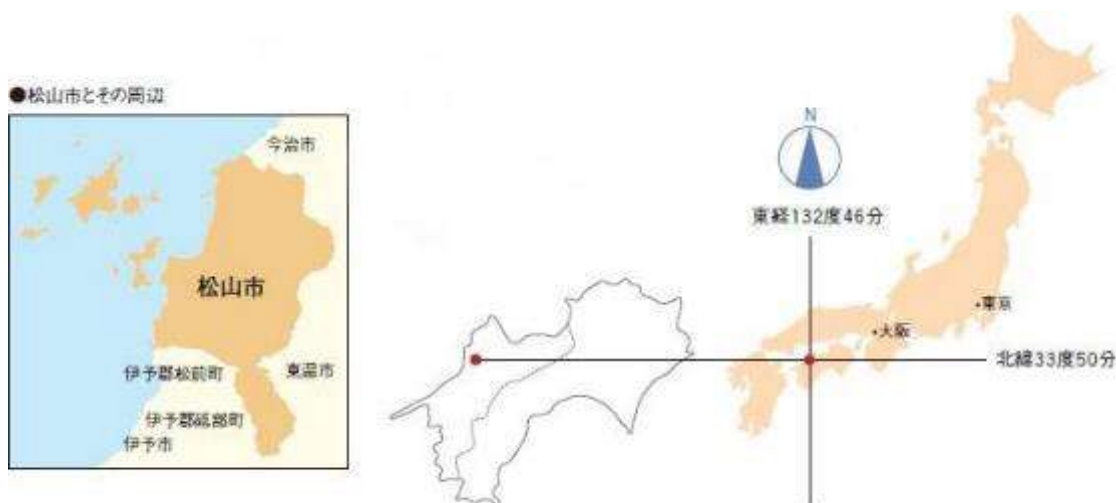 ●松山市とその周辺
今治市
松山市
伊予郡松前町
東温市
伊予郡砥部町
伊予市
N
東経132度46分
・東京
・大阪
北緯33度50分